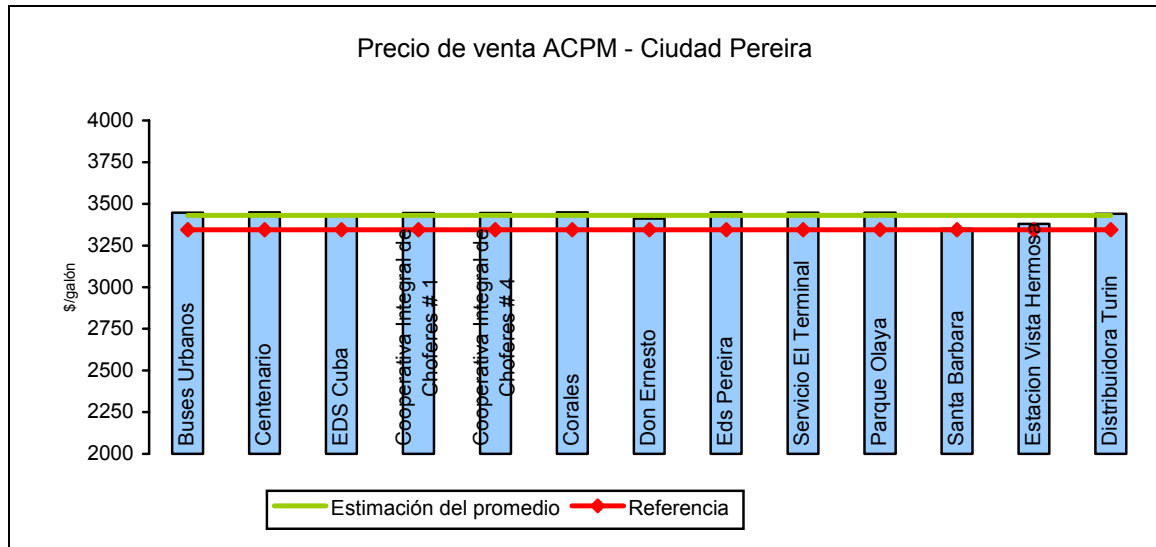 Precio de venta ACPM - Ciudad Pereira
$/galón
4000
3750
3500
3250
3000
2750
2500
2250
2000
Buses Urbanos
Centenario
EDS Cuba
Cooperativa Integral de
Choferes # 1
Cooperativa Integral de
Choferes # 4
Corales
Don Ernesto
Eds Pereira
Servicio El Terminal
Parque Olaya
Santa Barbara
Estacion Vista Hermosa
Distribuidora Turin
Estimación del promedio
Referencia